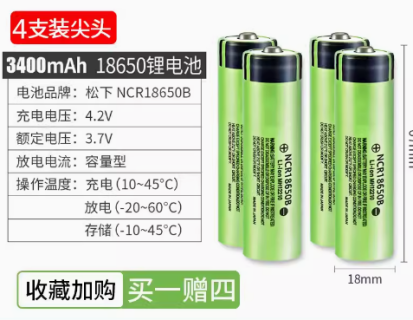 4支装尖头
3400mAh 18650锂电池
电池品牌：松下 NCR18650B
充电电压：4.2V
额定电压：3.7V
放电电流：容量型
操作温度：充电(10~45℃)
放电(-20~60℃)
存储(-10~45℃)
收藏加购 买一赠四
NCR18650B
Li-ion
NCR18650B
Li-ion
18mm